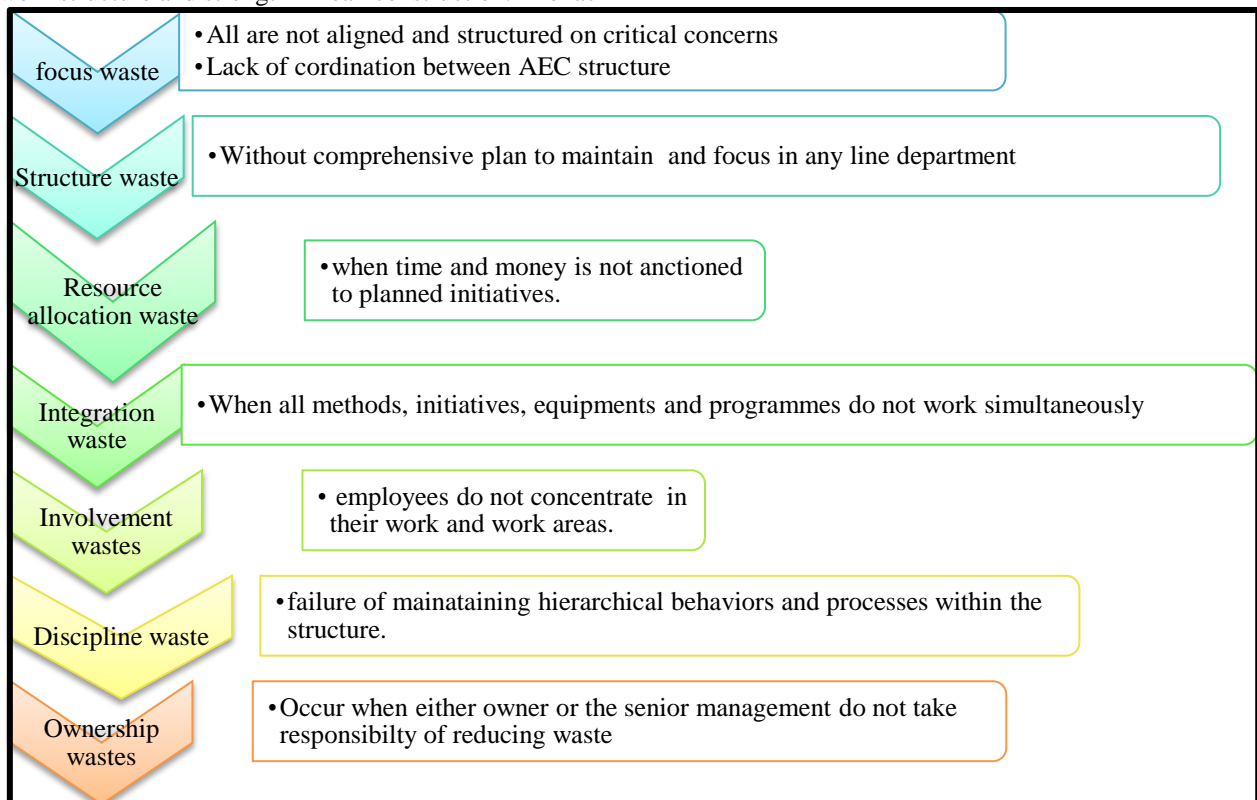 •All are not aligned and structured on critical concerns
•Lack of cordination between AEC structure
focus waste
•Without comprehensive plan to maintain and focus in any line department
Structure waste
•when time and money is not anctioned
to planned initiatives.
Resource
allocation waste
•When all methods, initiatives, equipments and programmes do not work simultaneously
Integration
waste
• employees do not concentrate in
their work and work areas.
Involvement
wastes
•failure of mainataining hierarchical behaviors and processes within the
structure.
Discipline waste
•Occur when either owner or the senior management do not take
responsibilty of reducing waste
Ownership
wastes